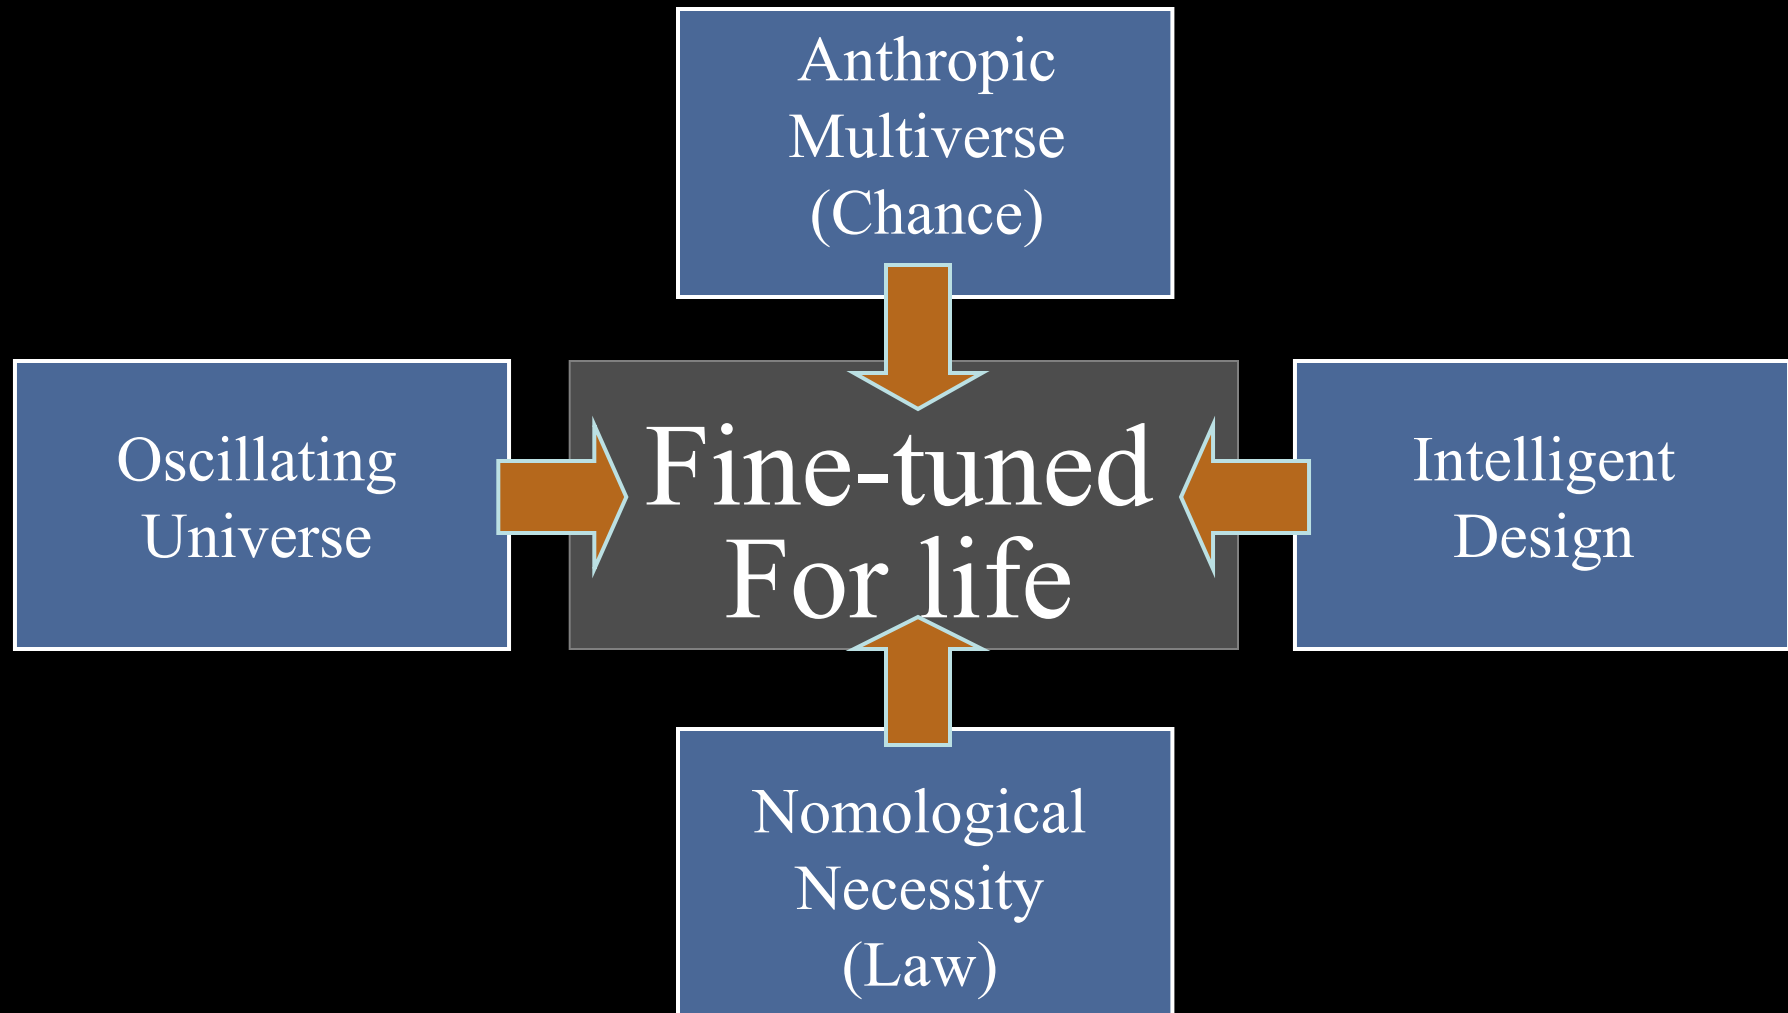 Anthropic
Multiverse
(Chance)
Oscillating
Universe
Fine-tuned
For life
Intelligent
Design
Nomological
Necessity
(Law)